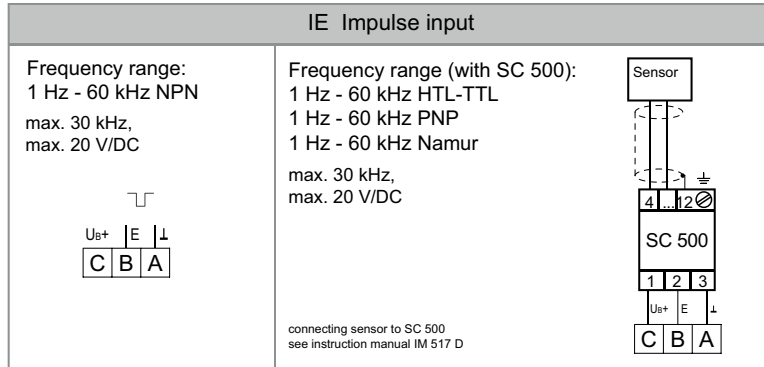 IE Impulse input
Frequency range:
1 Hz - 60 kHz NPN
max. 30 kHz,
max. 20 V/DC
UB+ E ⊥
C B A
Frequency range (with SC 500):
1 Hz - 60 kHz HTL-TTL
1 Hz - 60 kHz PNP
1 Hz - 60 kHz Namur
max. 30 kHz,
max. 20 V/DC
connecting sensor to SC 500
see instruction manual IM 517 D
Sensor
4 ... 12
SC 500
1 2 3
UB+ E ⊥
C B A